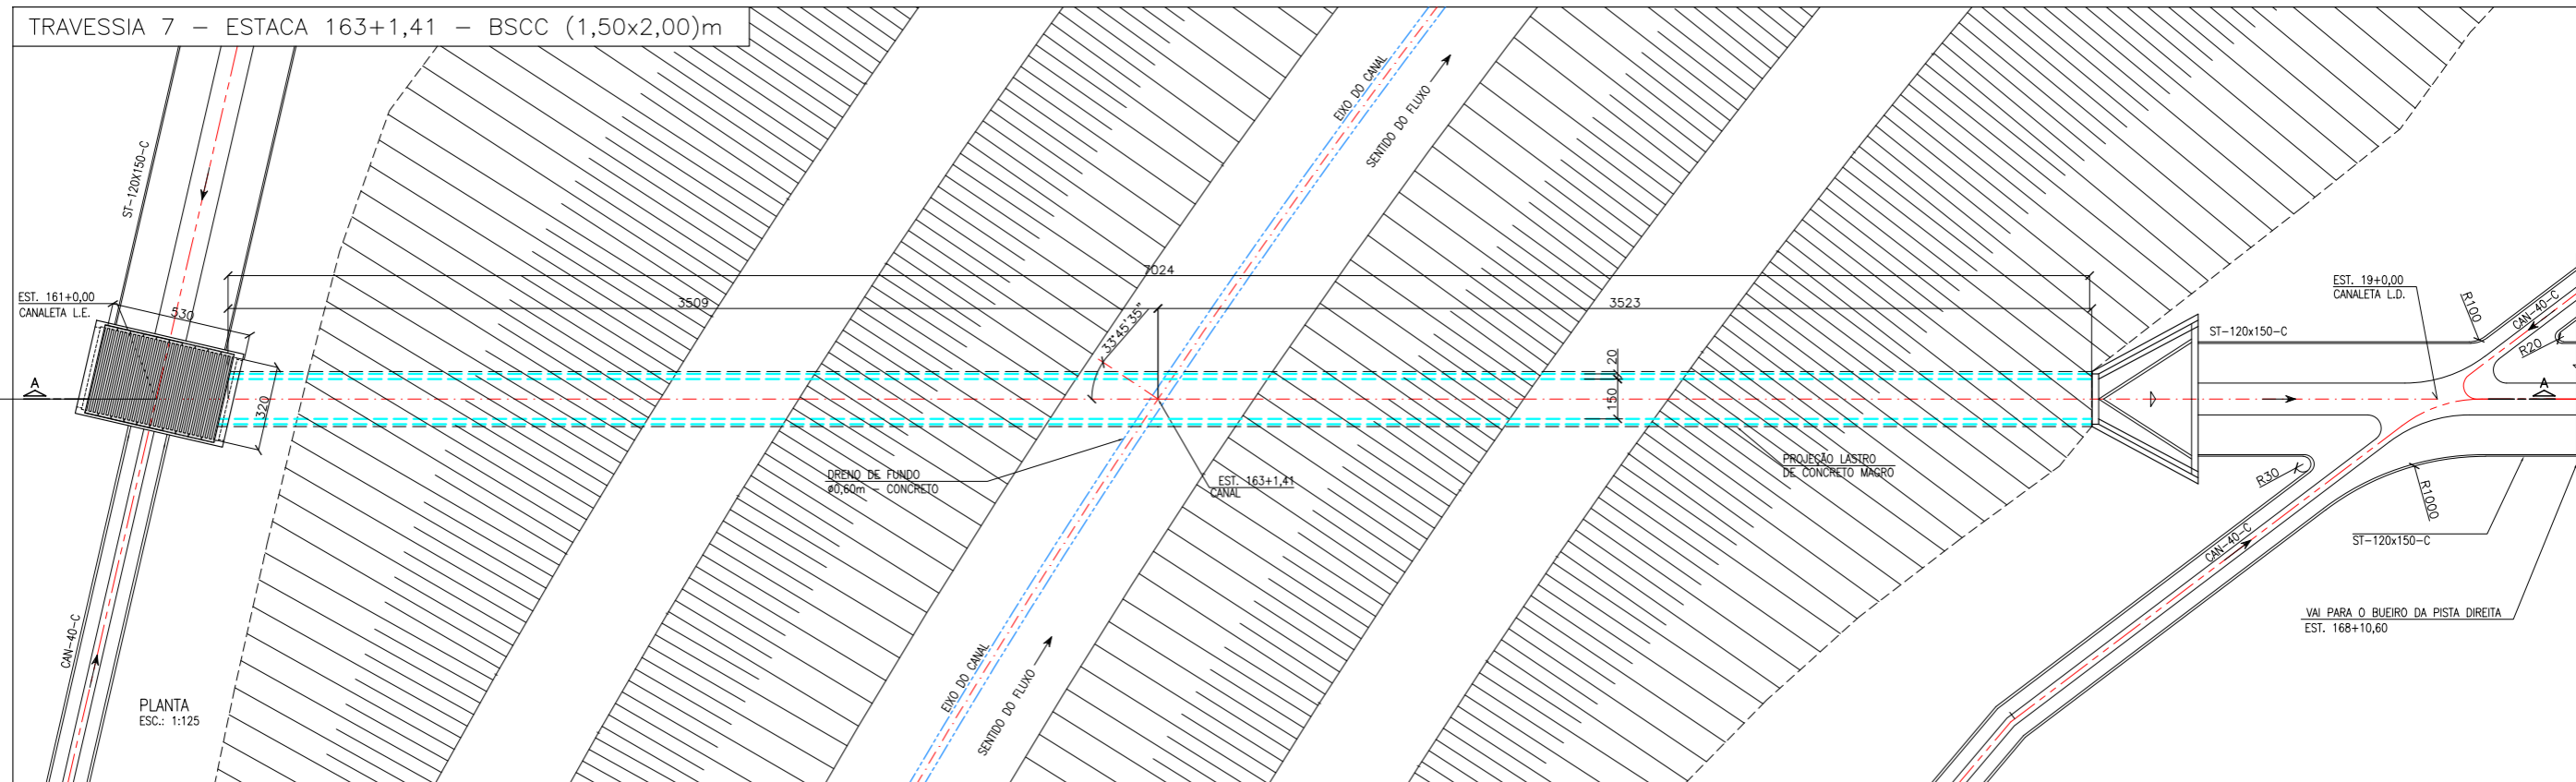 TRAVESSIA 7 – ESTACA 163+1,41 – BSCC (1,50x2,00)m
ST-120X150-C
EIXO DO CANAL
SENTIDO DO FLUXO
EST. 161+0,00
CANALETA L.E.
530
7024
3509
3523
33°45'35"
EST. 19+0,00
CANALETA L.D.
R100
CAN-40-C
R20
ST-120x150-C
A
320
20
150
A
DRENO DE FUNDO
ø0,60m – CONCRETO
EST. 163+1,41
CANAL
PROJEÇÃO LASTRO
DE CONCRETO MAGRO
R30
R1000
CAN-40-C
ST-120x150-C
VAI PARA O BUEIRO DA PISTA DIREITA
EST. 168+10,60
CAN-40-C
EIXO DO CANAL
SENTIDO DO FLUXO
PLANTA
ESC.: 1:125